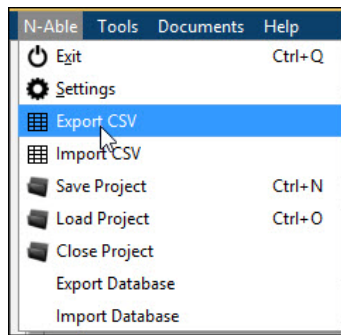 N-Able Tools Documents Help
Exit Ctrl+Q
Settings
Export CSV
Import CSV
Save Project Ctrl+N
Load Project Ctrl+O
Close Project
Export Database
Import Database